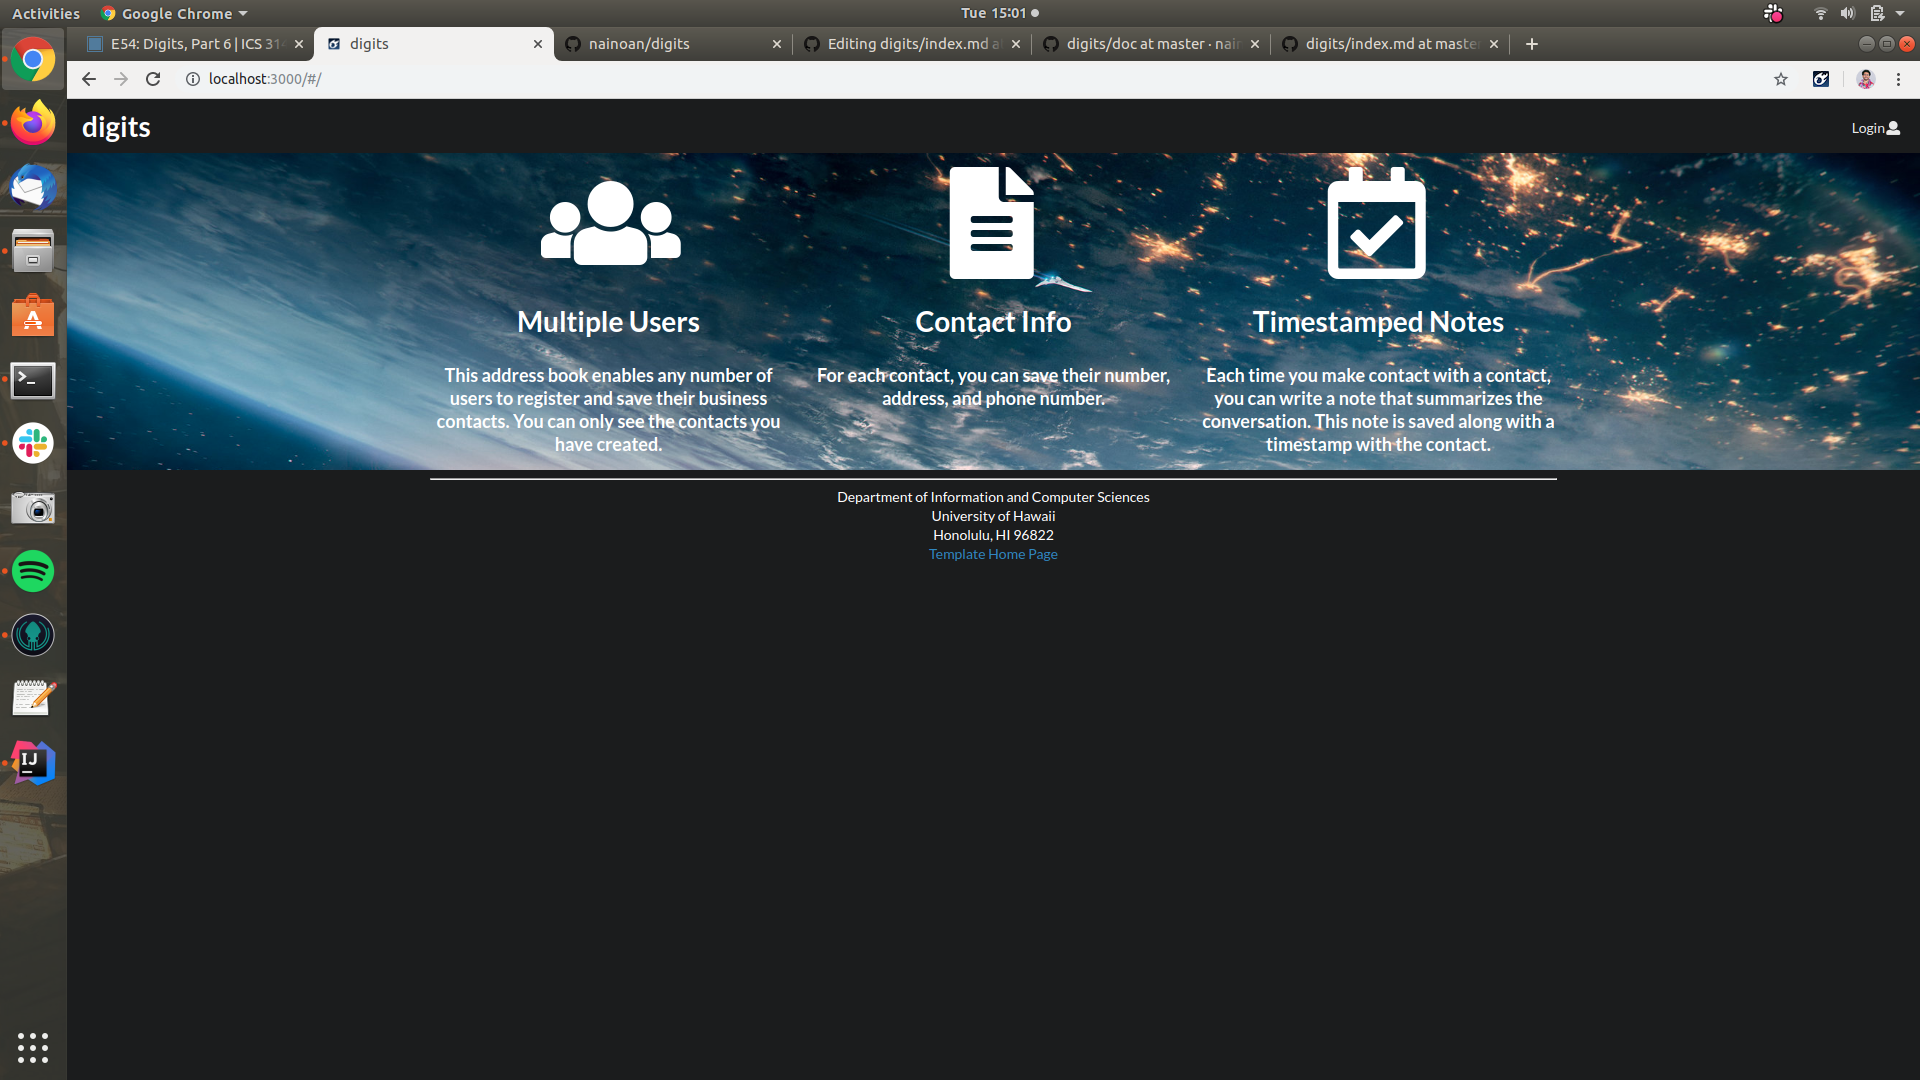 Activities Google Chrome Tue 15:01
E54: Digits, Part 6 | ICS 314 digits nainoan/digits Editing digits/index.md a digits/doc at master · nain digits/index.md at maste
localhost:3000/#/
digits Login
Multiple Users Contact Info Timestamped Notes
This address book enables any number of For each contact, you can save their number, Each time you make contact with a contact,
users to register and save their business address, and phone number. you can write a note that summarizes the
contacts. You can only see the contacts you conversation. This note is saved along with a
have created. timestamp with the contact.
Department of Information and Computer Sciences
University of Hawaii
Honolulu, HI 96822
Template Home Page
IJ